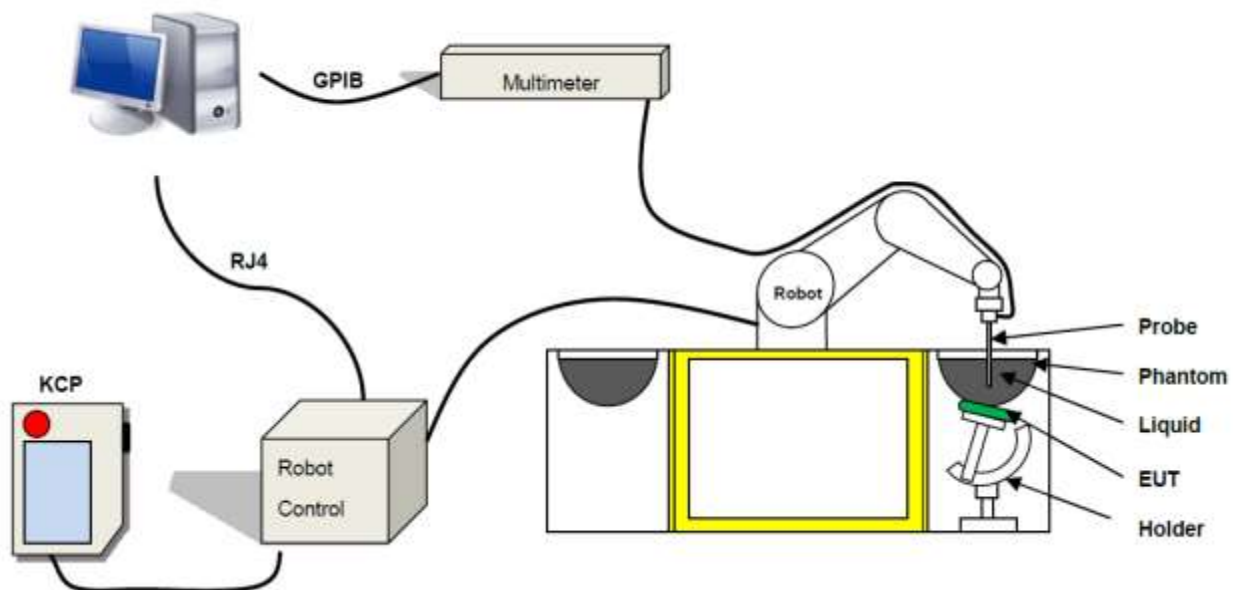 GPIB
Multimeter
RJ4
Robot
Probe
Phantom
KCP
Liquid
Robot
Control
EUT
Holder